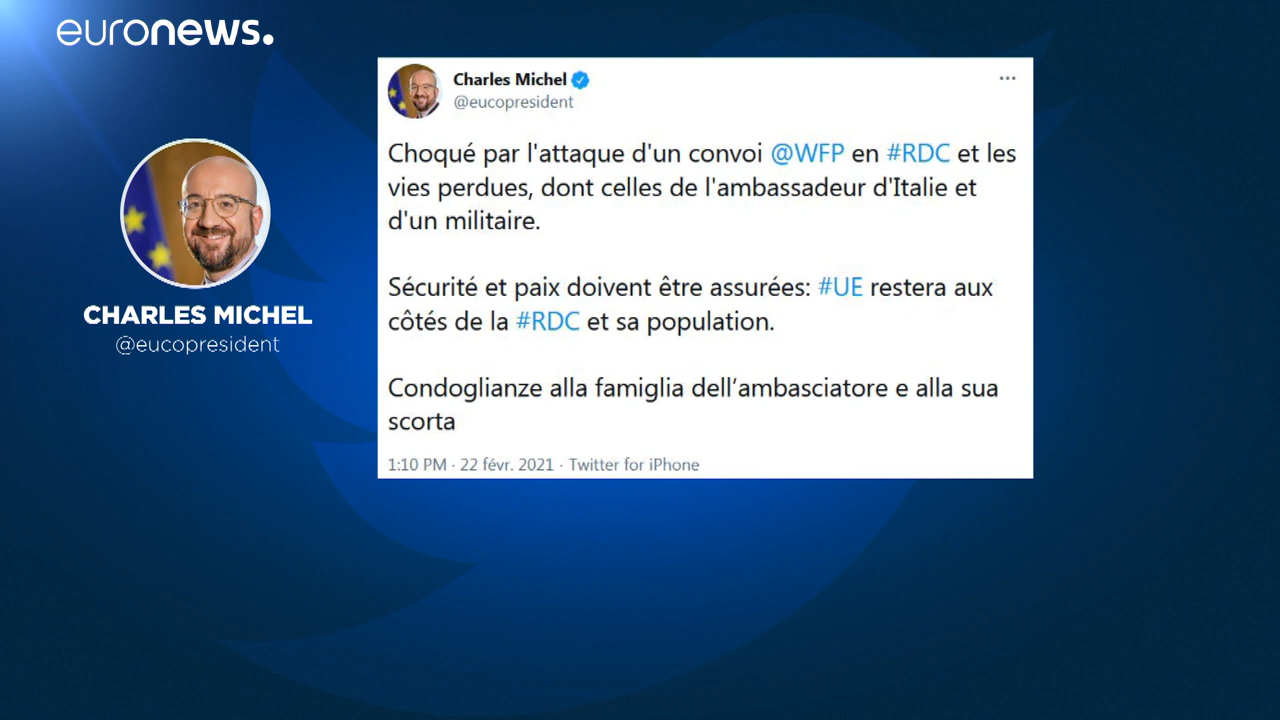 euronews.
CHARLES MICHEL
@eucopresident
Charles Michel
@eucopresident
Choqué par l'attaque d'un convoi @WFP en #RDC et les
vies perdues, dont celles de l'ambassadeur d'Italie et
d'un militaire.
Sécurité et paix doivent être assurées: #UE restera aux
côtés de la #RDC et sa population.
Condoglianze alla famiglia dell’ambasciatore e alla sua
scorta
1:10 PM · 22 févr. 2021 · Twitter for iPhone